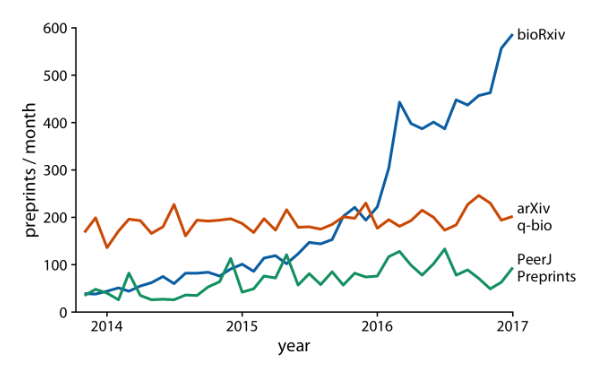 preprints / month
600
500
400
300
200
100
0
2014
2015
2016
2017
year
bioRxiv
arXiv
q-bio
PeerJ
Preprints